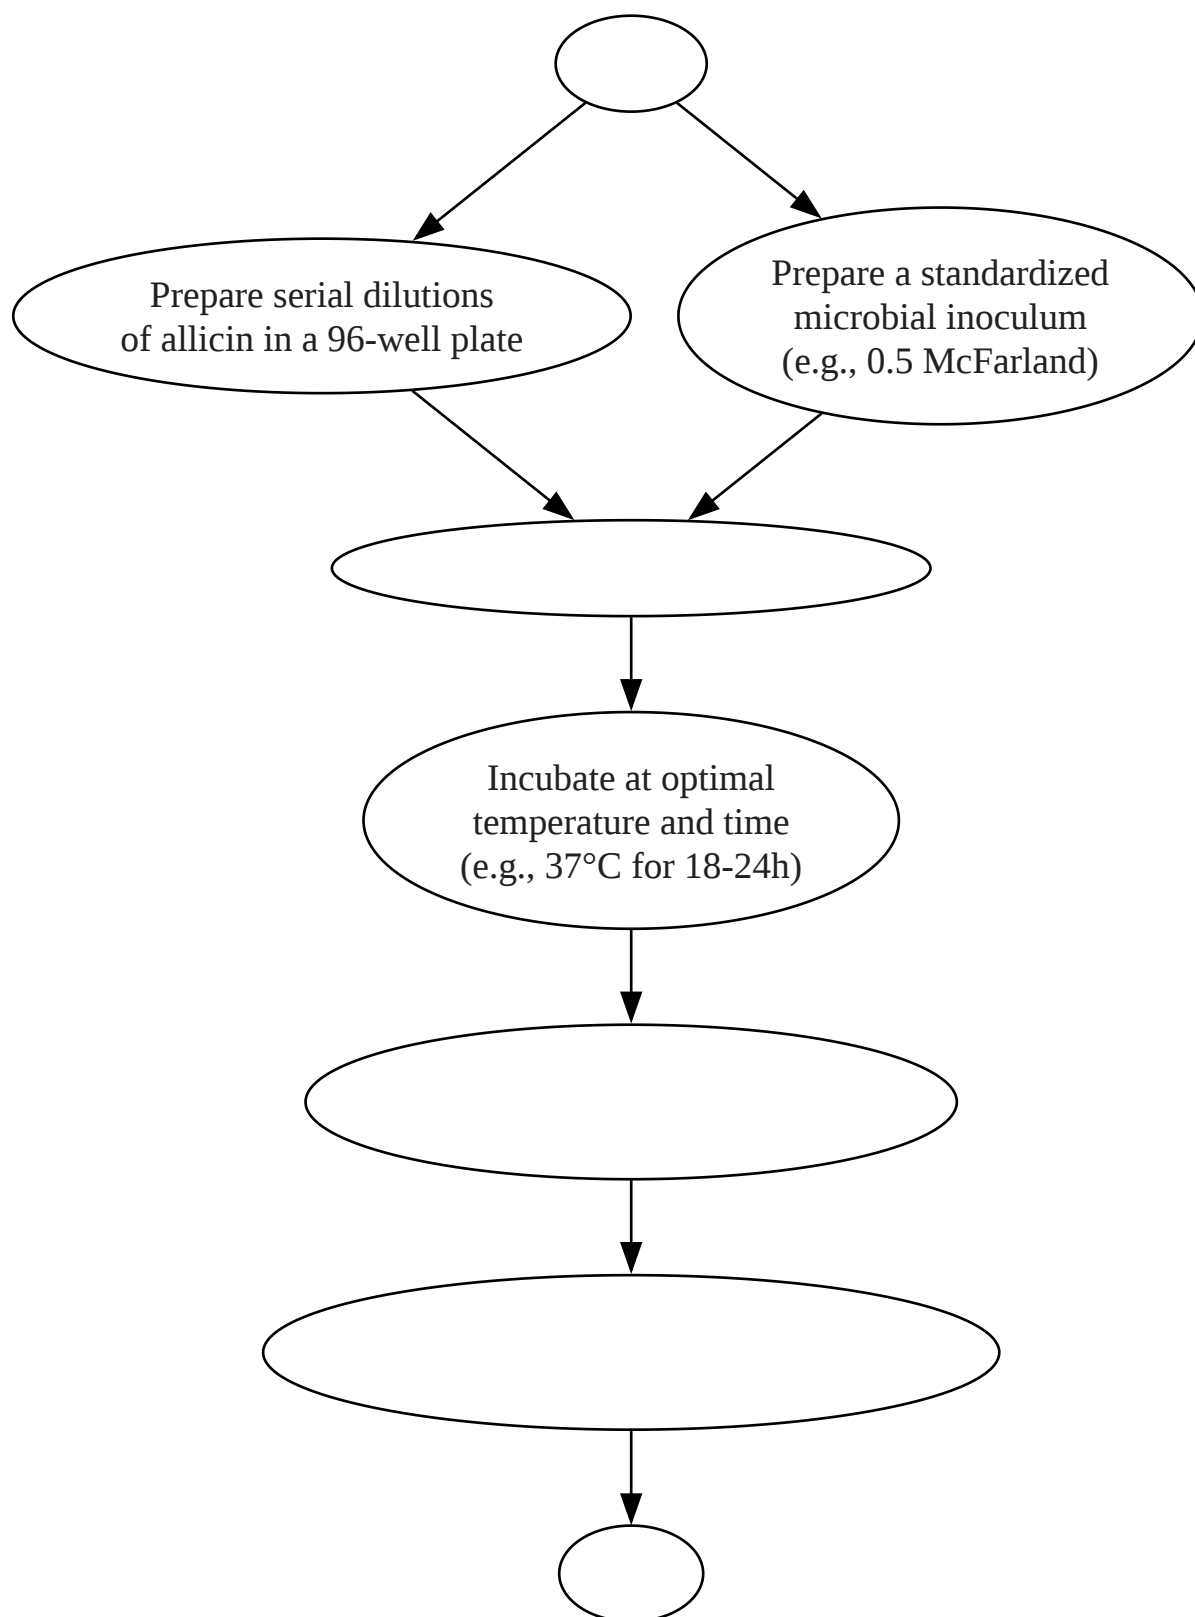 Prepare serial dilutions
of allicin in a 96-well plate
Prepare a standardized
microbial inoculum
(e.g., 0.5 McFarland)
Incubate at optimal
temperature and time
(e.g., 37°C for 18-24h)